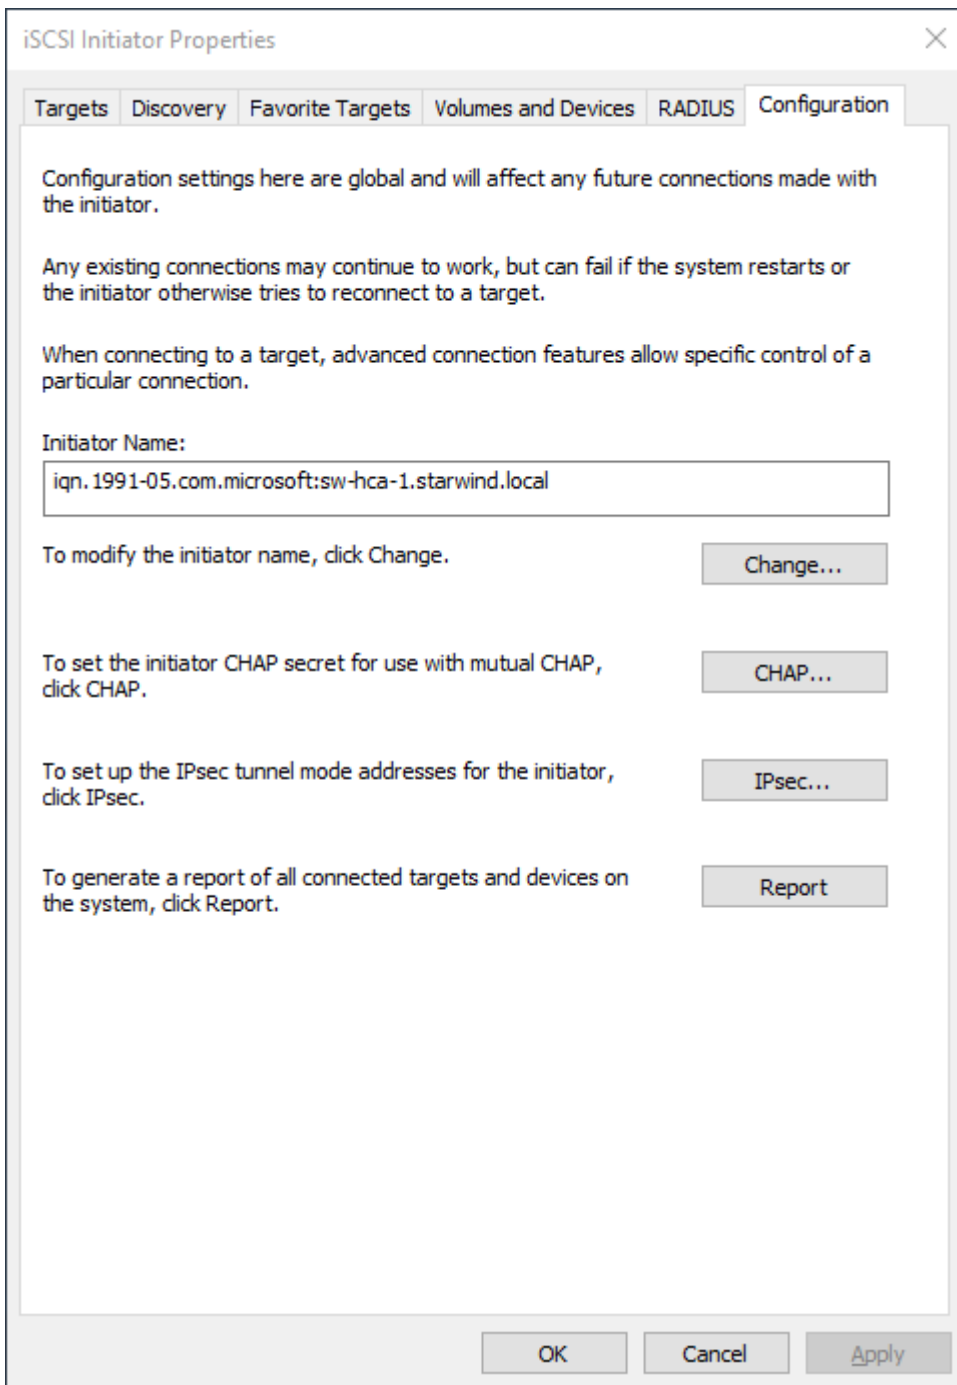 iSCSI Initiator Properties
Targets Discovery Favorite Targets Volumes and Devices RADIUS Configuration
Configuration settings here are global and will affect any future connections made with
the initiator.
Any existing connections may continue to work, but can fail if the system restarts or
the initiator otherwise tries to reconnect to a target.
When connecting to a target, advanced connection features allow specific control of a
particular connection.
Initiator Name:
iqn.1991-05.com.microsoft:sw-hca-1.starwind.local
To modify the initiator name, click Change.
Change...
To set the initiator CHAP secret for use with mutual CHAP,
click CHAP.
CHAP...
To set up the IPsec tunnel mode addresses for the initiator,
click IPsec.
IPsec...
To generate a report of all connected targets and devices on
the system, click Report.
Report
OK Cancel Apply